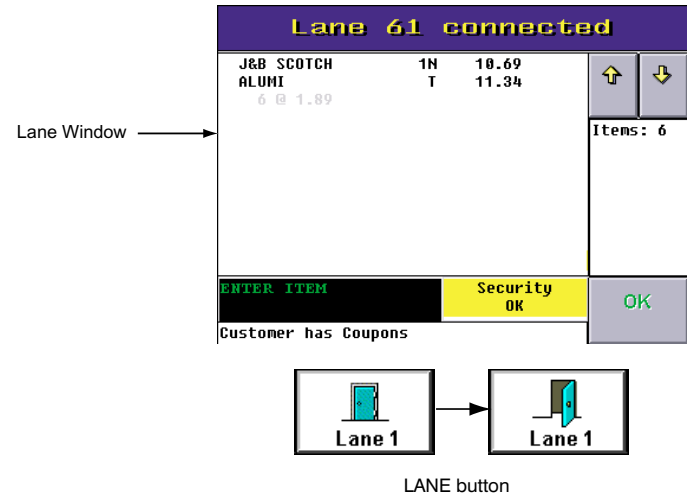 Lane 61 connected
J&B SCOTCH 1N 10.69
ALUMI T 11.34
6 @ 1.89
Lane Window
Items: 6
ENTER ITEM
Security
OK
OK
Customer has Coupons
Lane 1
Lane 1
LANE button